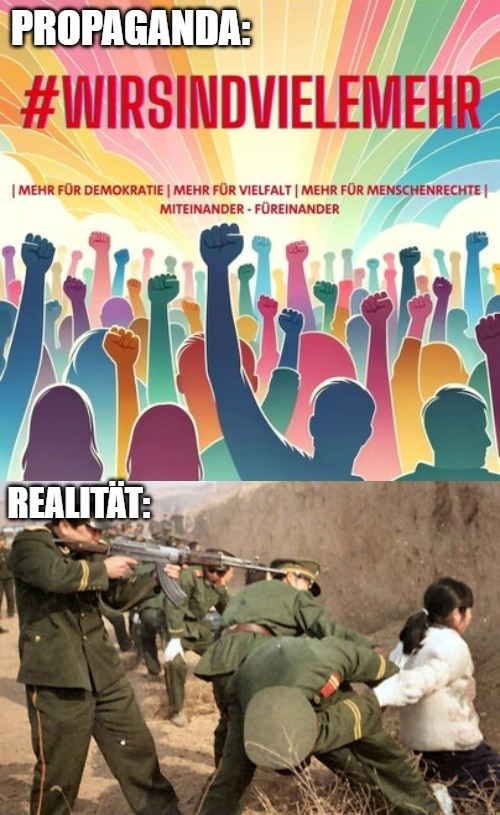 PROPAGANDA:
#WIRSINDVIELEMEHR
| MEHR FÜR DEMOKRATIE | MEHR FÜR VIELFALT | MEHR FÜR MENSCHENRECHTE |
MITEINANDER - FÜREINANDER
REALITÄT: